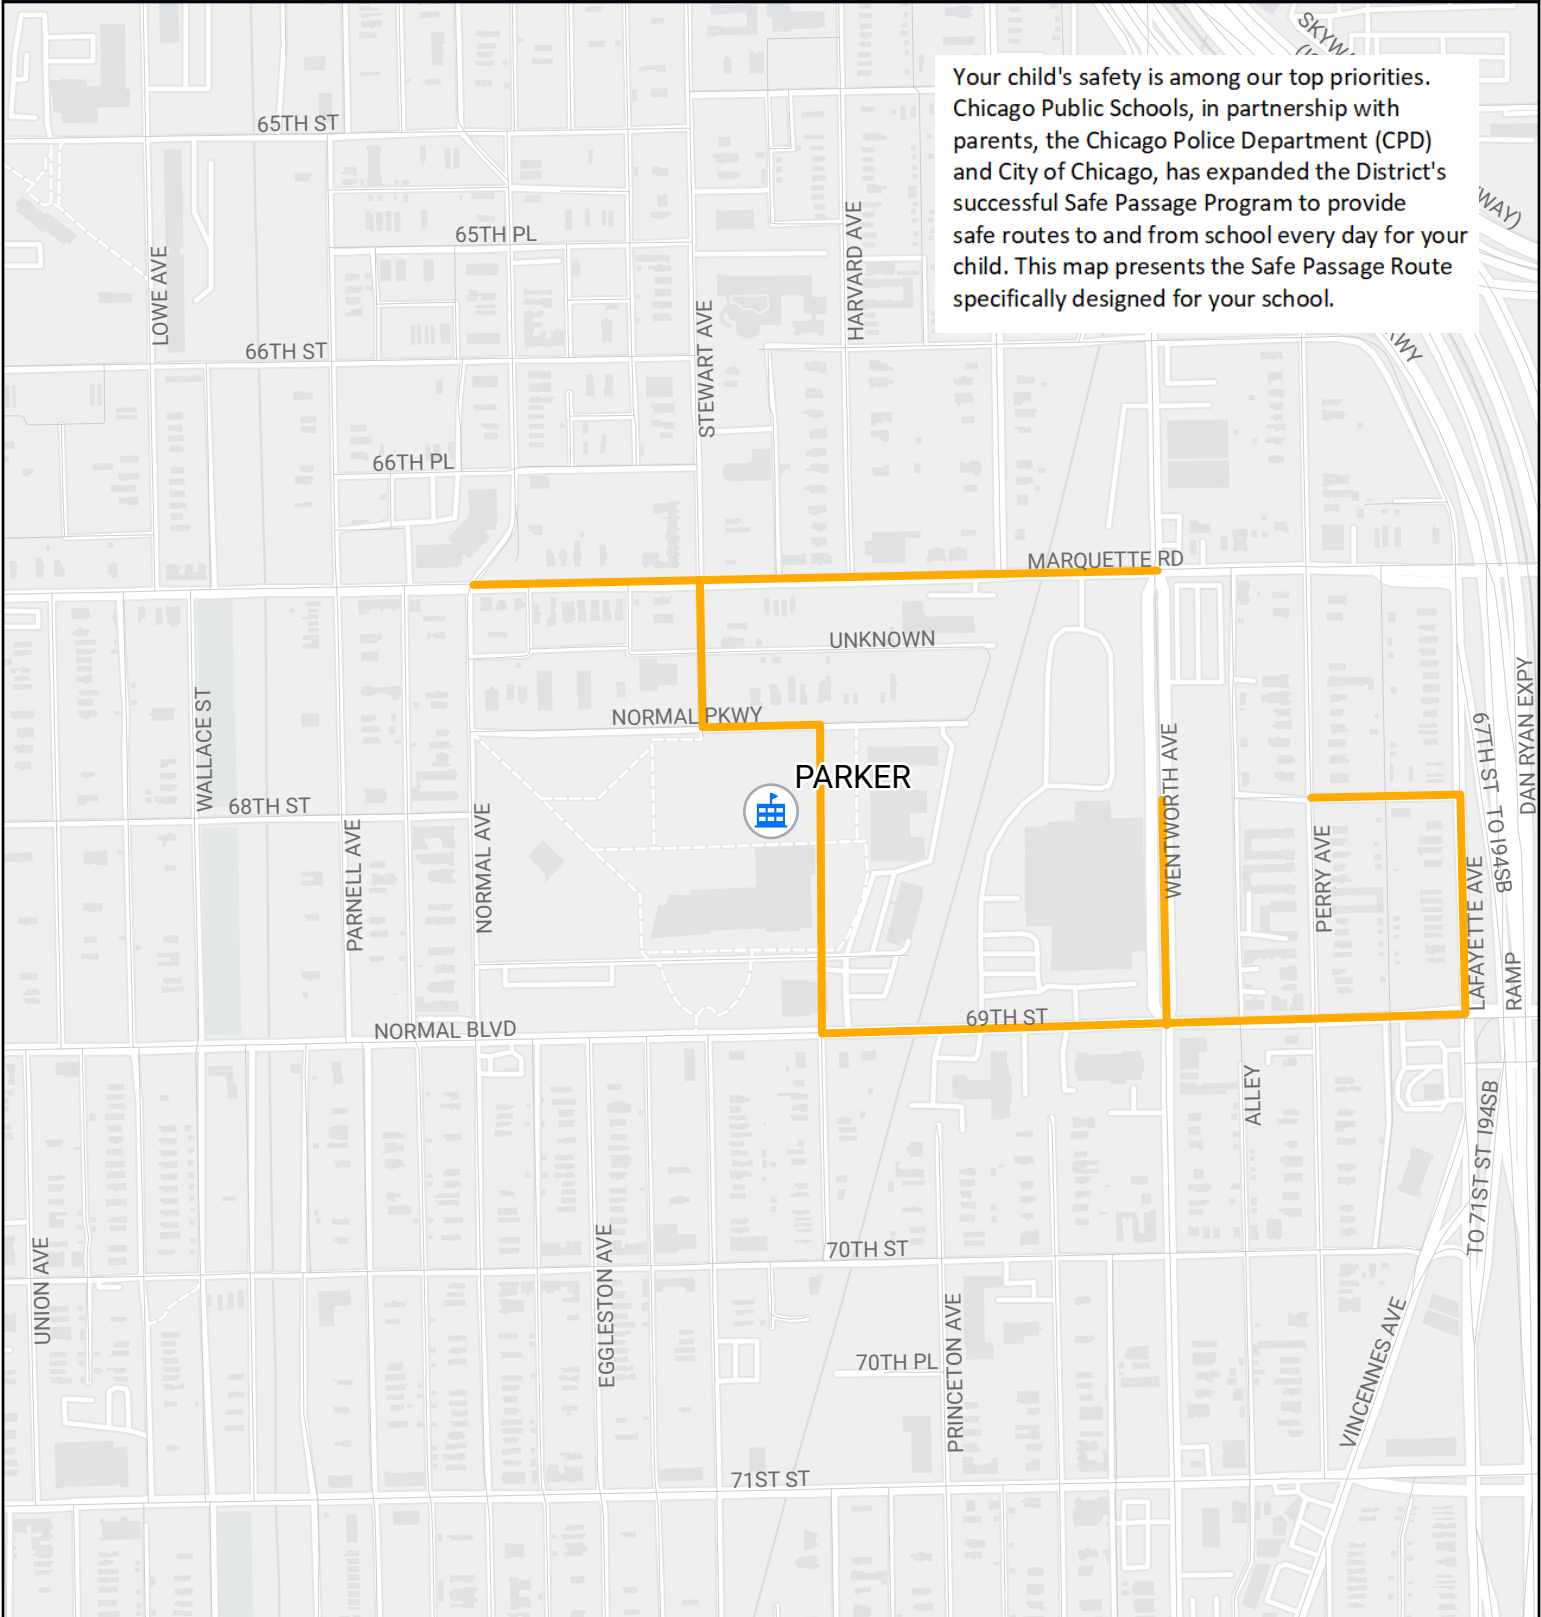 SKYW
Your child's safety is among our top priorities.
Chicago Public Schools, in partnership with
parents, the Chicago Police Department (CPD)
and City of Chicago, has expanded the District's
successful Safe Passage Program to provide
safe routes to and from school every day for your
child. This map presents the Safe Passage Route
specifically designed for your school.
65TH ST
WAY)
65TH PL
HARVARD AVE
LOWE AVE
STEWART AVE
66TH ST
KWY
66TH PL
MARQUETTE RD
UNKNOWN
NORMAL PKWY
WALLACE ST
PARKER
68TH ST
PARNELL AVE
NORMAL AVE
WENTWORTH AVE
PERRY AVE
LAFAYETTE AVE
67TH ST TO I94SB
RAMP
DAN RYAN EXPY
69TH ST
NORMAL BLVD
ALLEY
TO 71ST ST I94SB
UNION AVE
EGGLESTON AVE
70TH ST
PRINCETON AVE
70TH PL
VINCENNES AVE
71ST ST